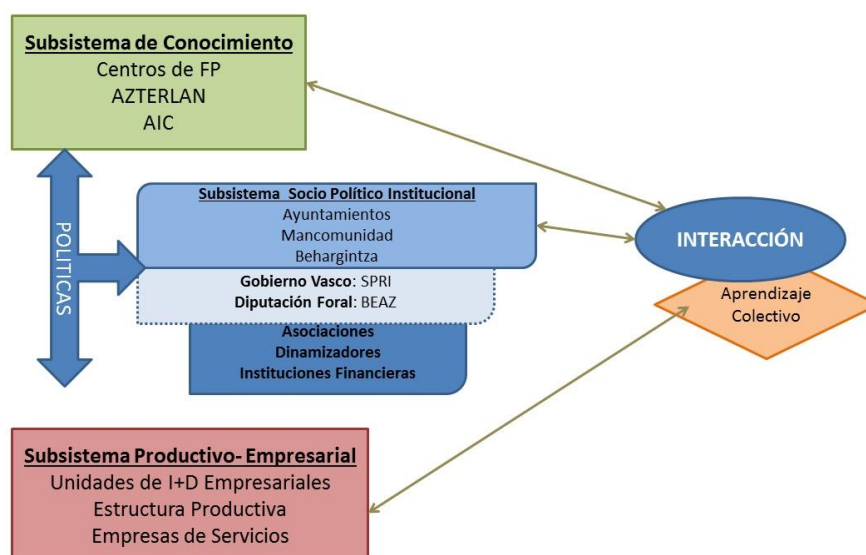 Subsistema de Conocimiento
Centros de FP
AZTERLAN
AIC
POLITICAS
Subsistema Socio Político Institucional
Ayuntamientos
Mancomunidad
Behargintza
Gobierno Vasco: SPRI
Diputación Foral: BEAZ
Asociaciones
Dinamizadores
Instituciones Financieras
INTERACCIÓN
Aprendizaje
Colectivo
Subsistema Productivo- Empresarial
Unidades de I+D Empresariales
Estructura Productiva
Empresas de Servicios